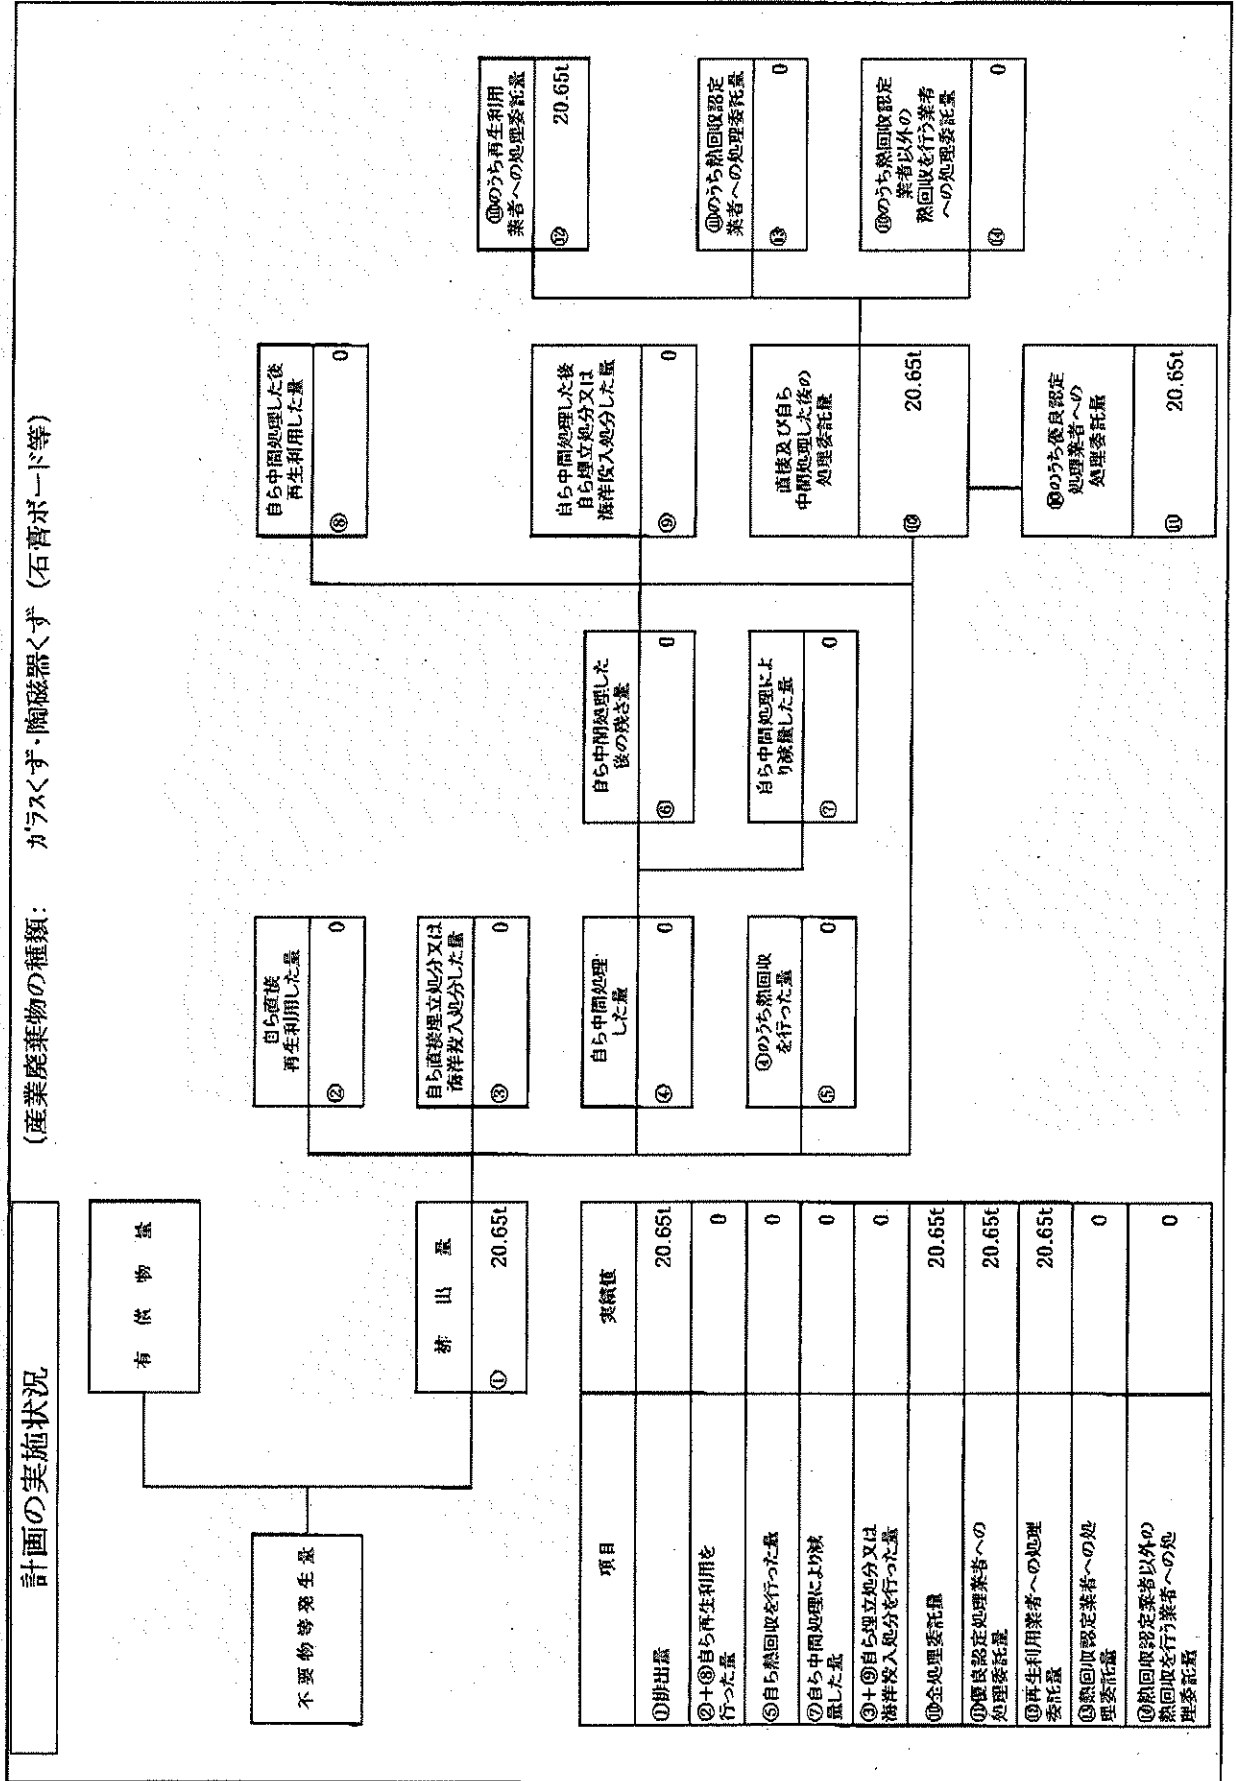 計画の実施状況
(産業廃棄物の種類: ガラスくず・陶磁器くず (石膏ボード等)
不要物等発生量
有償物量
排出量
① 20.65t
自ら直接
再生利用した量
② 0
自ら直接埋立処分又は
海洋投入処分した量
③ 0
自ら中間処理
した量
④ 0
④のうち熱回収
を行った量
⑤ 0
自ら中間処理した
後の残さ量
⑥ 0
自ら中間処理によ
り減量した量
⑦ 0
自ら中間処理した後
再生利用した量
⑧ 0
自ら中間処理した後
自ら埋立処分又は
海洋投入処分した量
⑨ 0
直接及び自ら
中間処理した後の
処理委託量
⑩ 20.65t
⑩のうち優良認定
処理業者への
処理委託量
⑪ 20.65t
⑩のうち再生利用
業者への処理委託量
⑫ 20.65t
⑩のうち熱回収認定
業者への処理委託量
⑬ 0
⑩のうち熱回収認定
業者以外の
熱回収を行う業者
への処理委託量
⑭ 0
項目 実績値
①排出量 20.65t
②+⑧自ら再生利用を
行った量 0
⑤自ら熱回収を行った量 0
⑦自ら中間処理により減
量した量 0
③+⑨自ら埋立処分又は
海洋投入処分を行った量 0
⑩全処理委託量 20.65t
⑪優良認定処理業者への
処理委託量 20.65t
⑫再生利用業者への処理
委託量 20.65t
⑬熱回収認定業者への処
理委託量 0
⑭熱回収認定業者以外の
熱回収を行う業者への処
理委託量 0